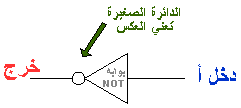 الدائرة الصغيرة
تعني العكس
دخل أ
بوابة
NOT
خرج